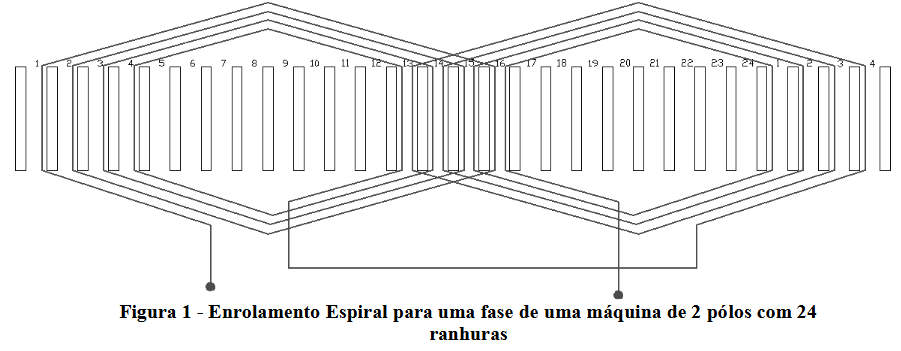 1 2 3 4 5 6 7 8 9 10 11 12 13 14 15 16 17 18 19 20 21 22 23 24 1 2 3 4
Figura 1 - Enrolamento Espiral para uma fase de uma máquina de 2 pólos com 24
ranhuras